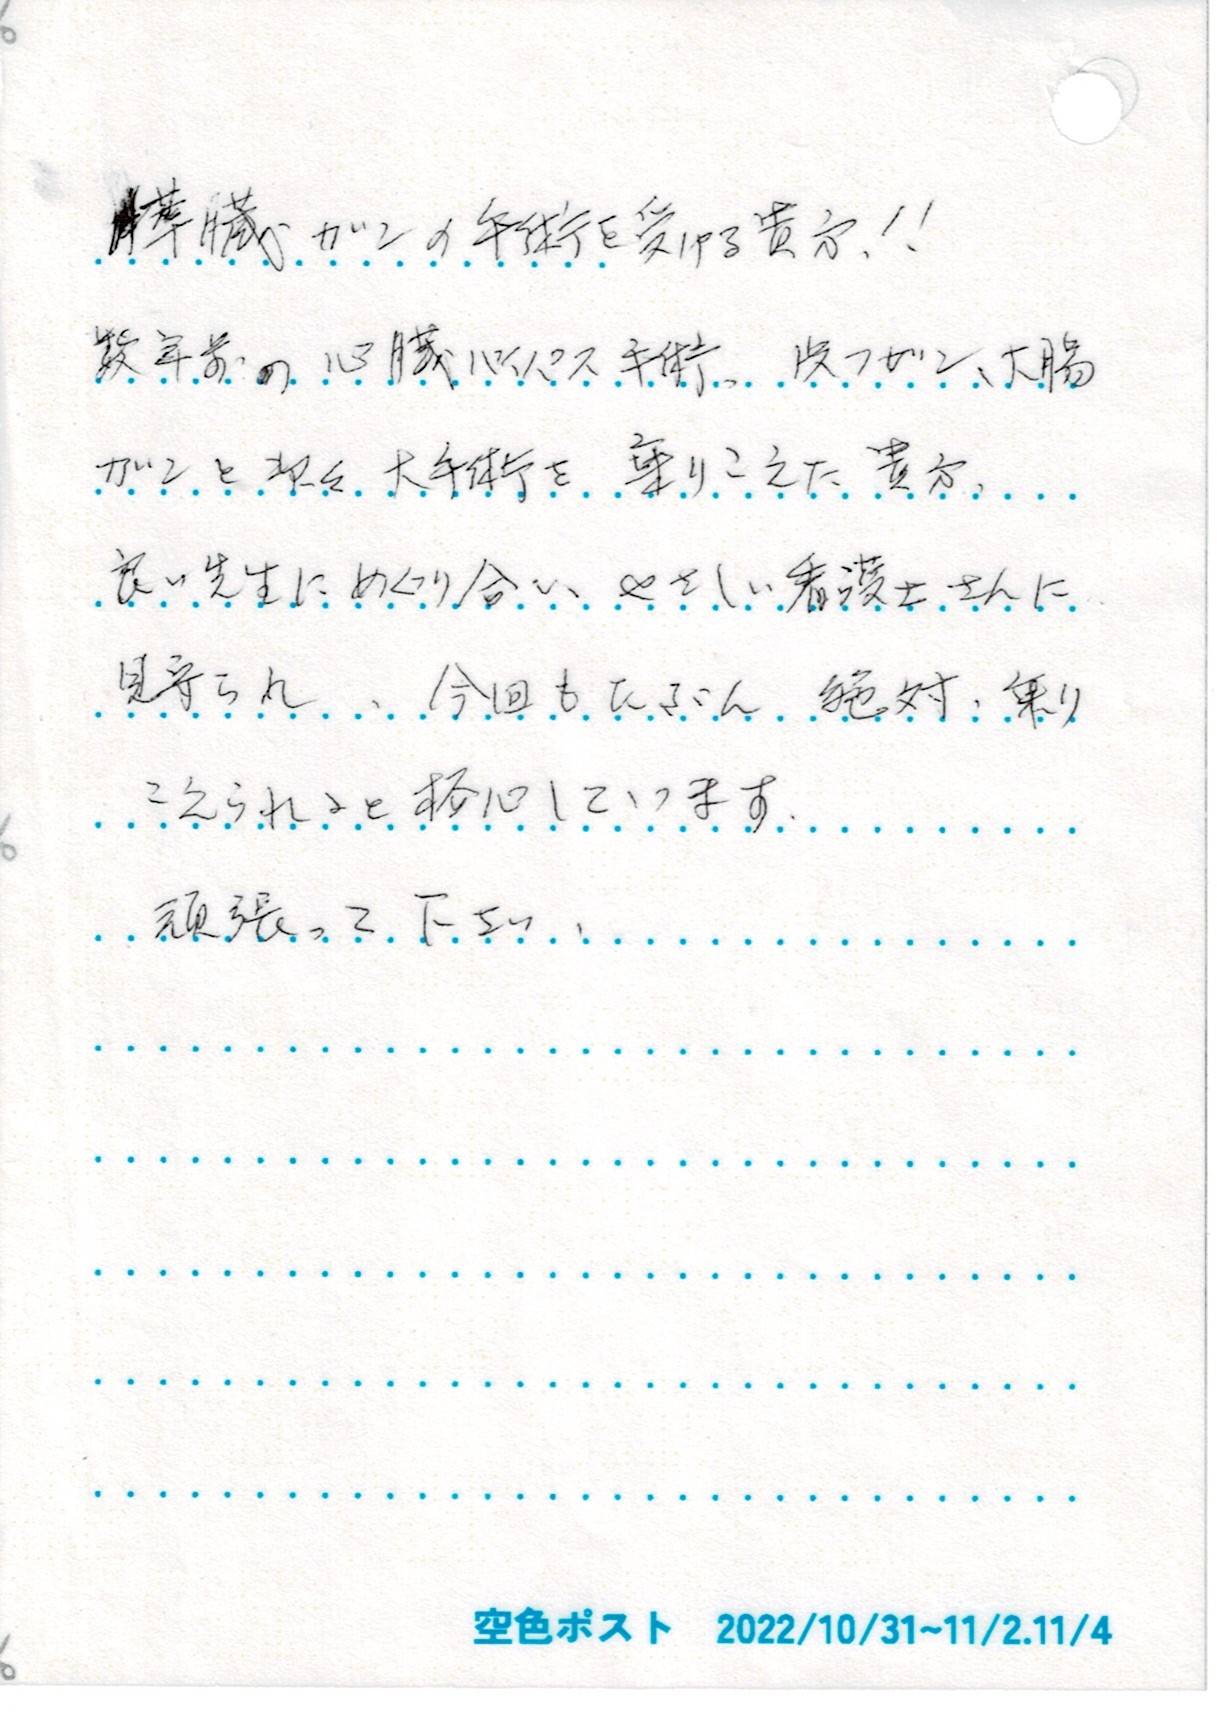 膵臓ガンの手術を受ける貴方!!
数年前の心臓バイパス手術、皮フガン、大腸
ガンと数々大手術を乗りこえた貴方、
良い先生にめぐり合い、やさしい看護士さんに
見守られ、今回もたぶん絶対、乗り
こえられると核心しています.
頑張って下さい、
空色ポスト 2022/10/31~11/2.11/4